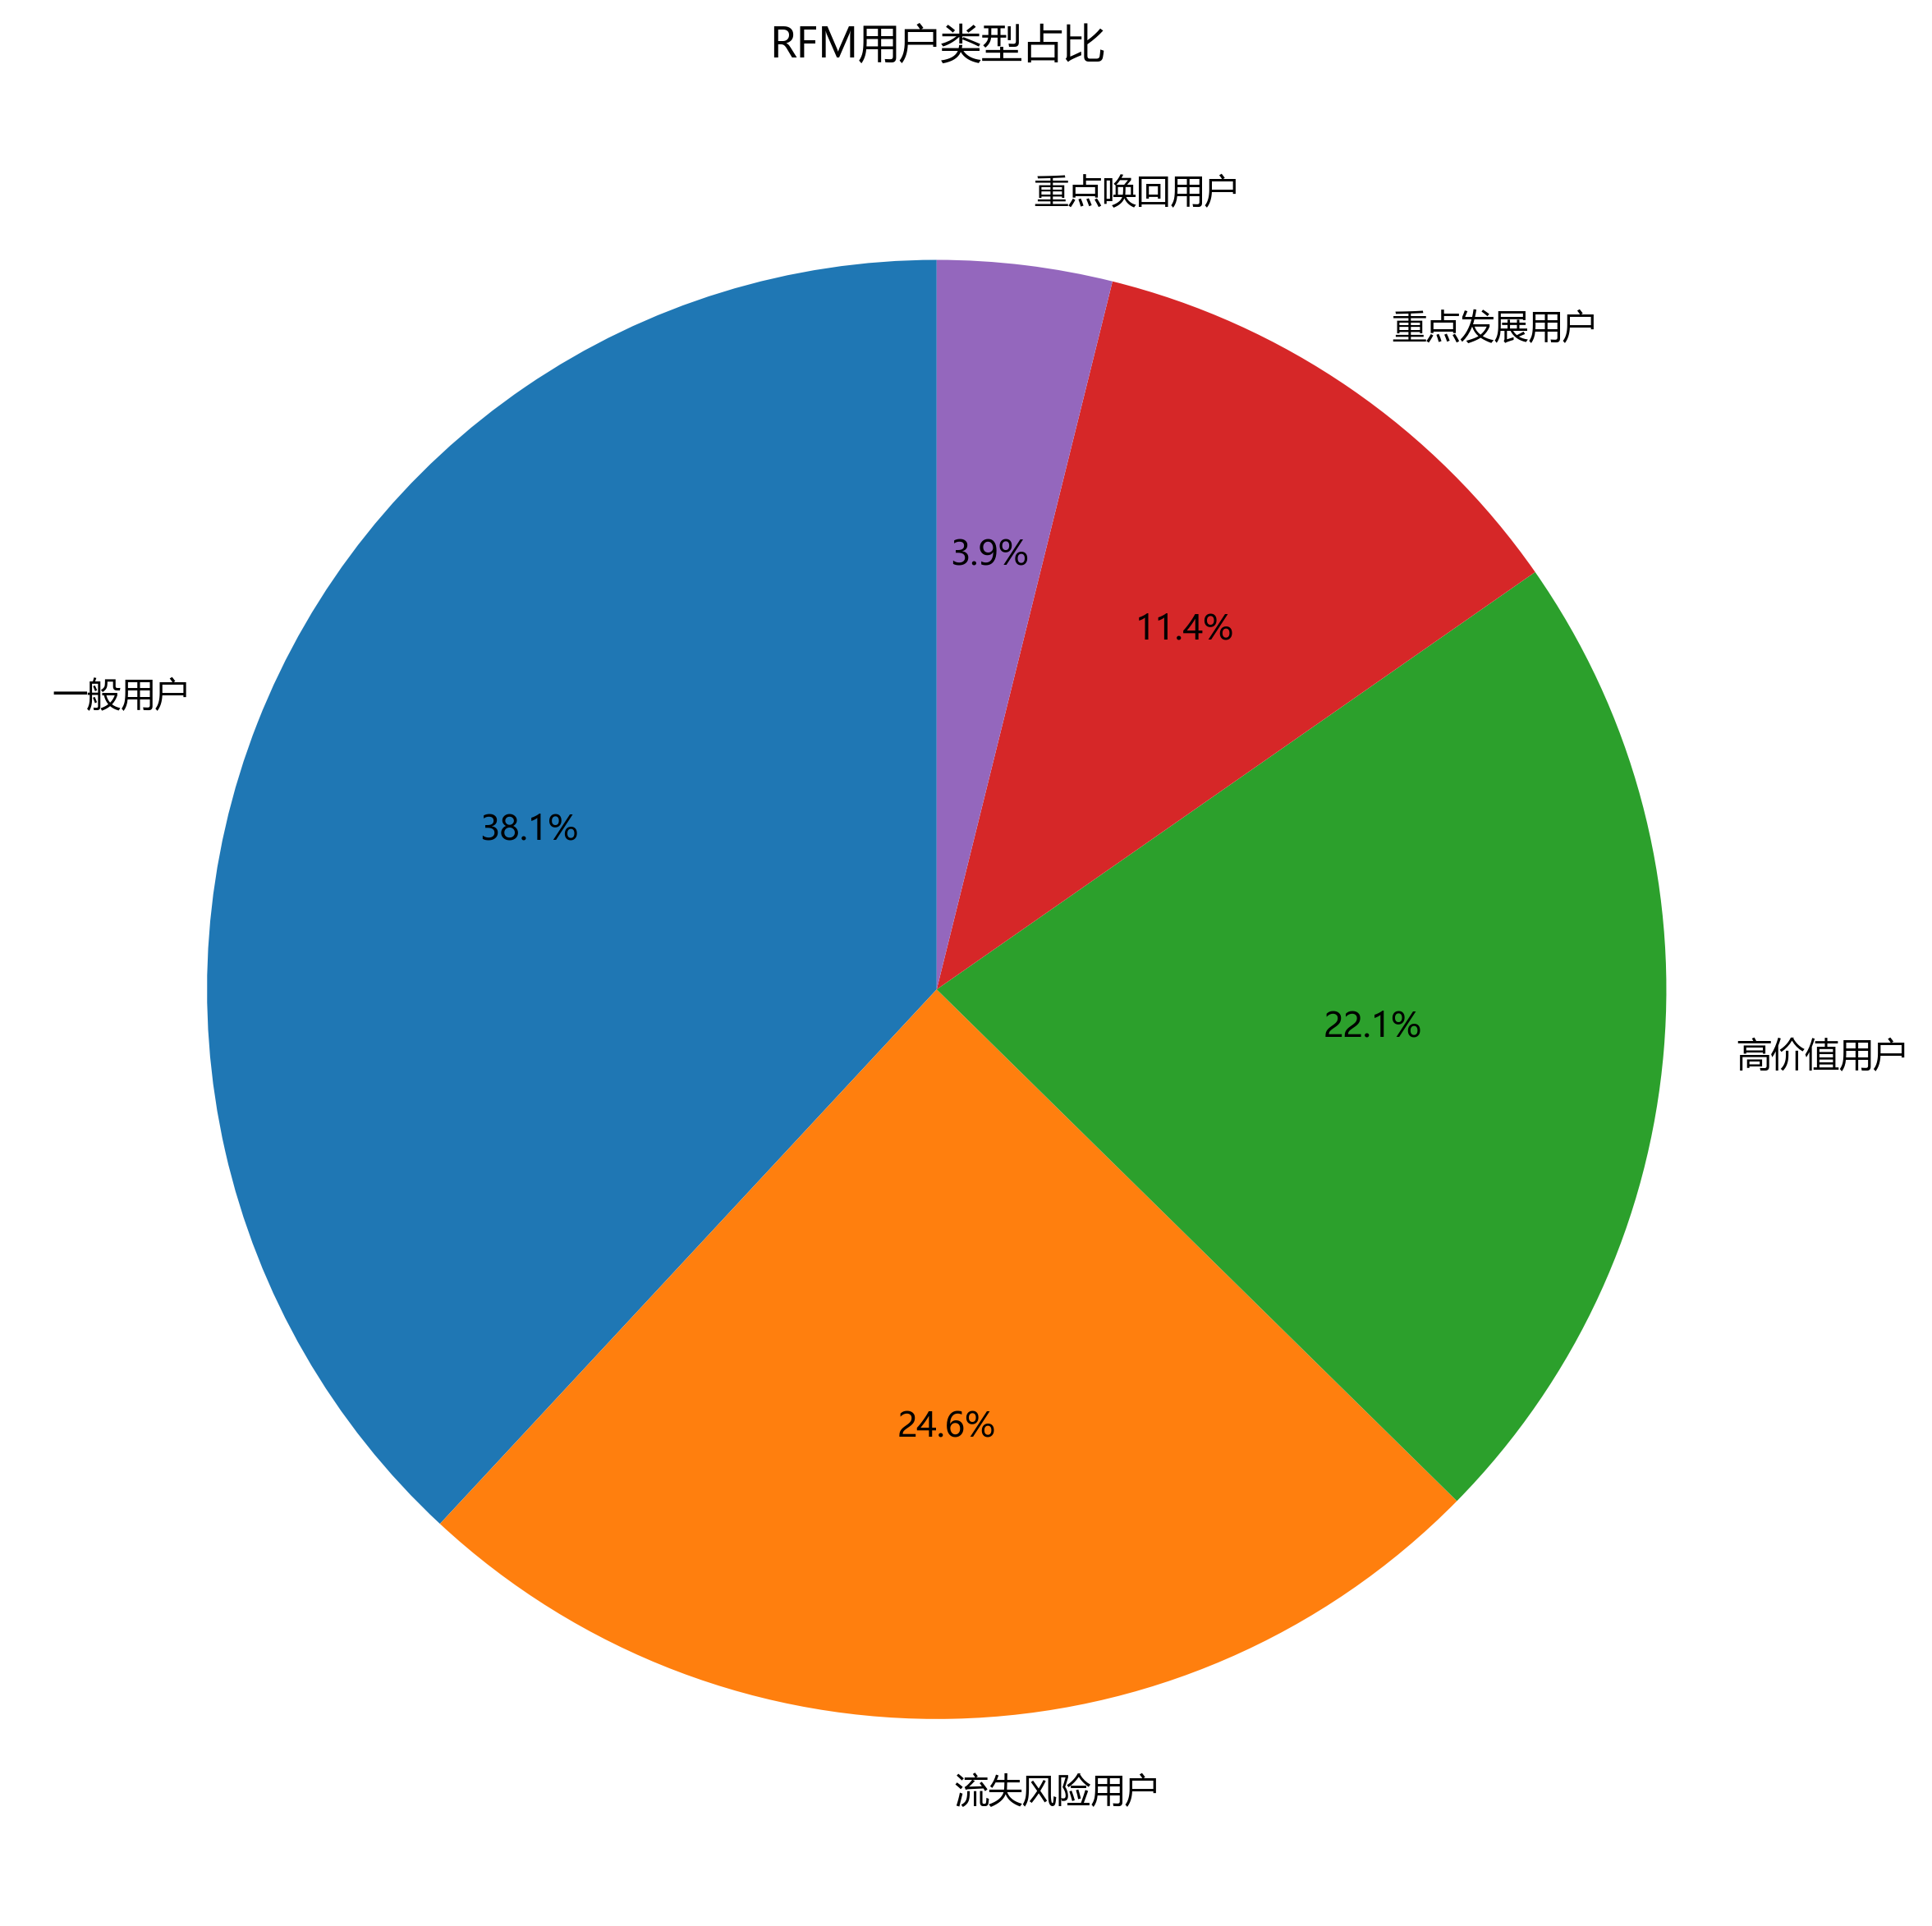 RFM用户类型占比
重点唤回用户
重点发展用户
3.9%
11.4%
一般用户
38.1%
22.1%
高价值用户
24.6%
流失风险用户